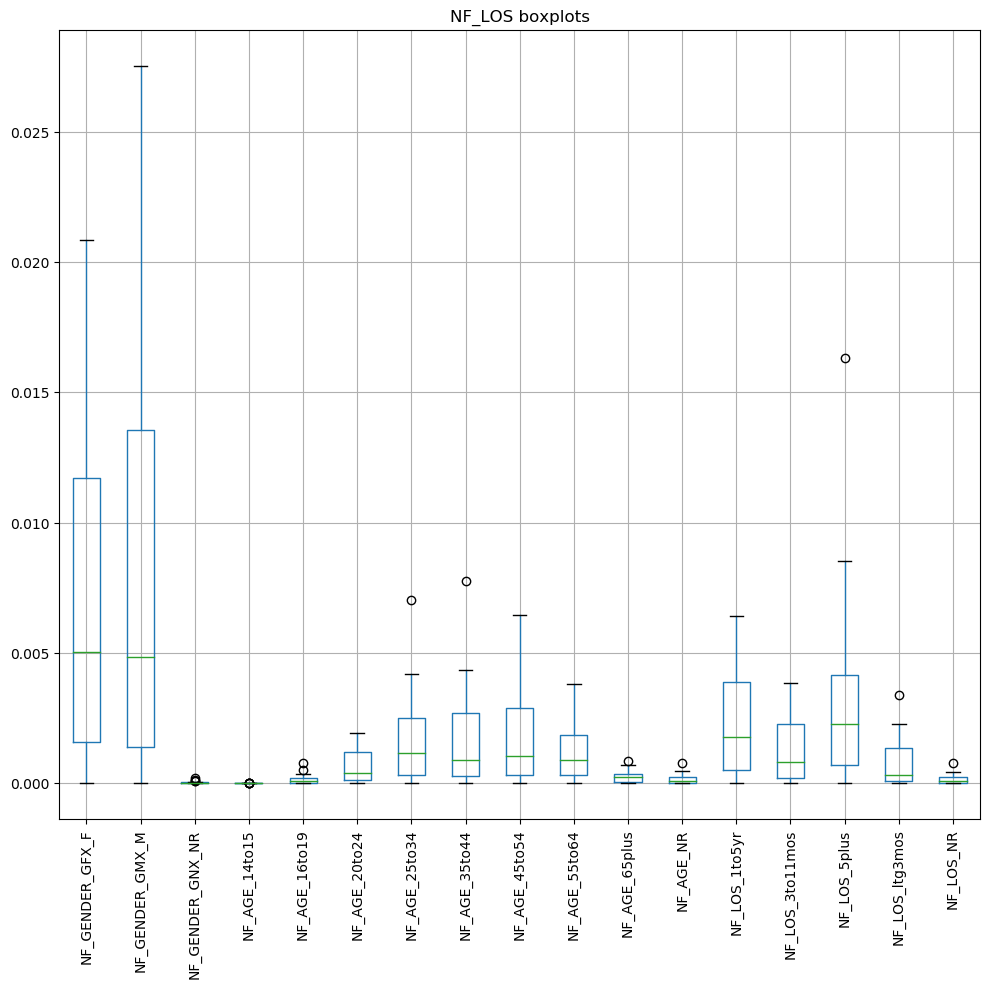 NF_LOS boxplots
0.025
0.020
0.015
0.010
0.005
0.000
NF_GENDER_GFX_F
NF_GENDER_GMX_M
NF_GENDER_GNX_NR
NF_AGE_14to15
NF_AGE_16to19
NF_AGE_20to24
NF_AGE_25to34
NF_AGE_35to44
NF_AGE_45to54
NF_AGE_55to64
NF_AGE_65plus
NF_AGE_NR
NF_LOS_1to5yr
NF_LOS_3to11mos
NF_LOS_5plus
NF_LOS_ltg3mos
NF_LOS_NR